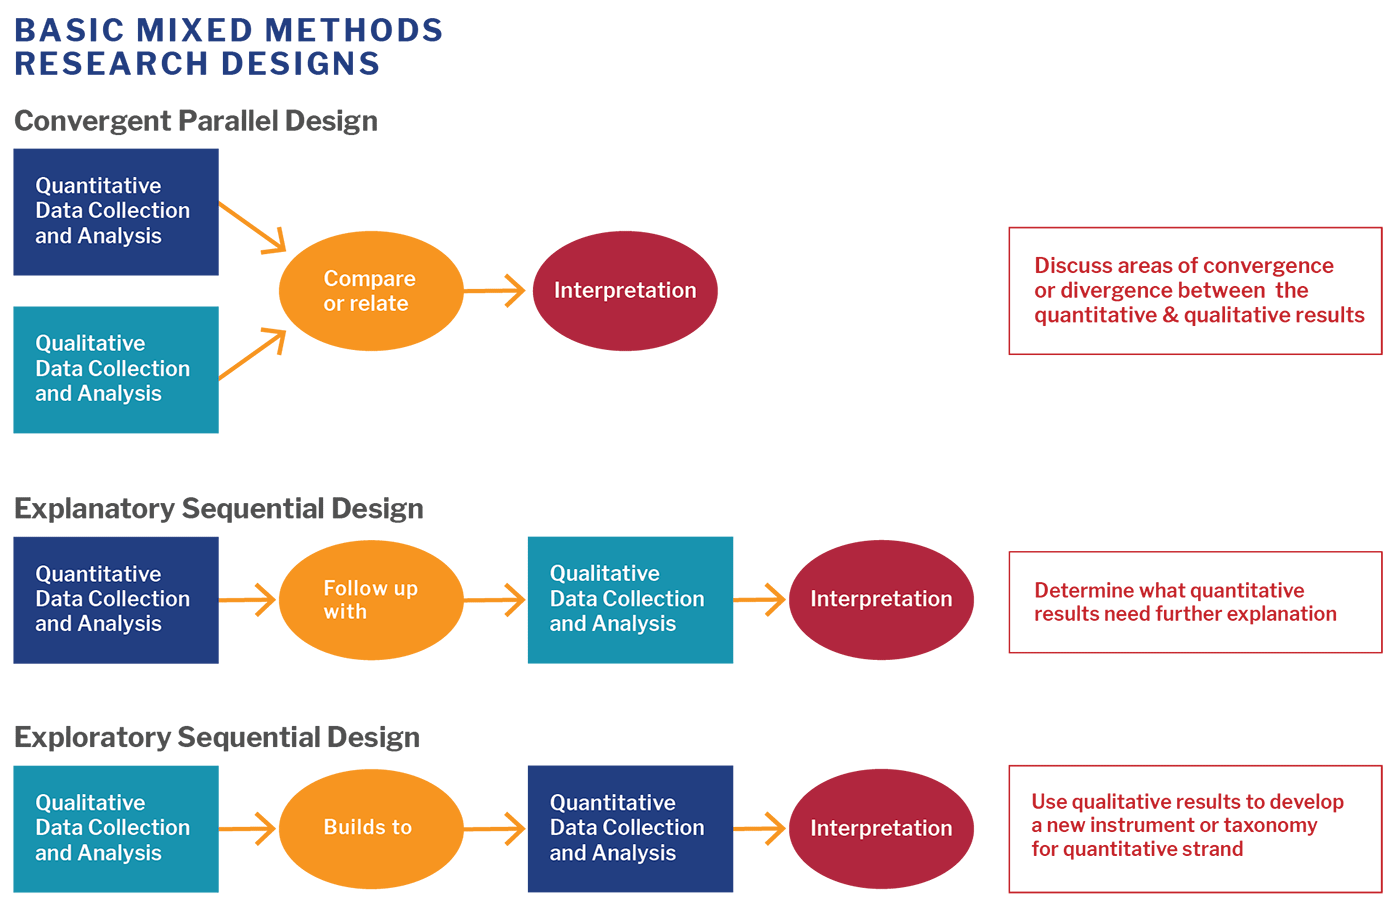 BASIC MIXED METHODS
RESEARCH DESIGNS
Convergent Parallel Design
Quantitative
Data Collection
and Analysis
Qualitative
Data Collection
and Analysis
Compare
or relate
Interpretation
Discuss areas of convergence
or divergence between the
quantitative & qualitative results
Explanatory Sequential Design
Quantitative
Data Collection
and Analysis
Follow up
with
Qualitative
Data Collection
and Analysis
Interpretation
Determine what quantitative
results need further explanation
Exploratory Sequential Design
Qualitative
Data Collection
and Analysis
Builds to
Quantitative
Data Collection
and Analysis
Interpretation
Use qualitative results to develop
a new instrument or taxonomy
for quantitative strand